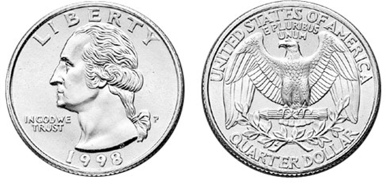 LIBERTY
IN GOD WE
TRUST
P
1998
UNITED STATES OF AMERICA
E PLURIBUS
UNUM
QUARTER DOLLAR